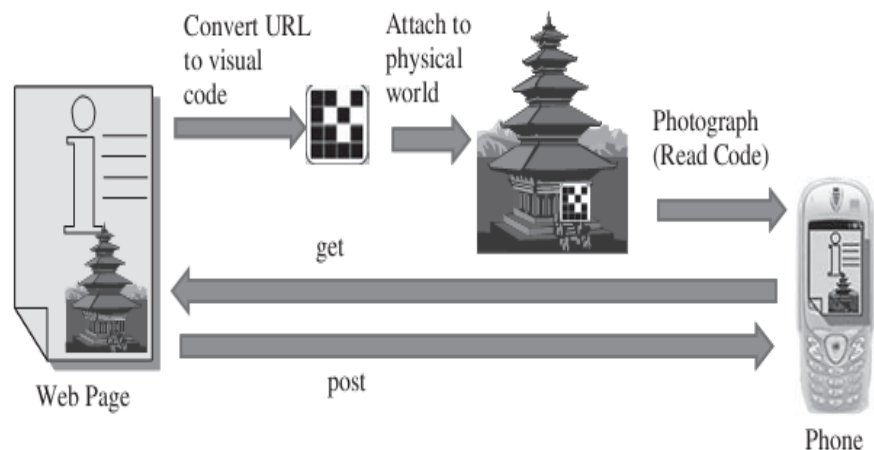 Convert URL
to visual
code
Attach to
physical
world
Photograph
(Read Code)
get
post
Web Page
Phone